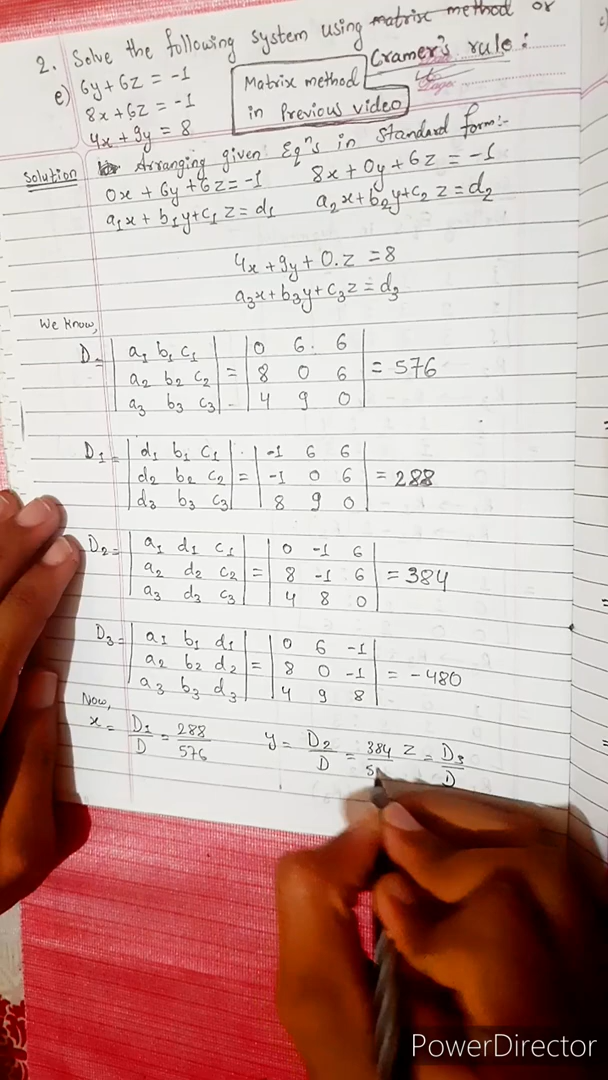 2. Solve the following system using matrix method or
Cramer's rule:
e) 6y+6z = -1
8x+6z = -1
4x+9y = 8
Matrix method
in Previous video
Solution Arranging given Eqns in standard form:-
0x + 6y+6z = -1 8x+0y+6z = -1
a1x + b1y+c1 z = d1 a2x+b2y+c2 z = d2
4x+9y+0.z = 8
a3x+b3y+c3z = d3
We Know,
D = | a1 b1 c1 | = | 0 6. 6 | = 576
| a2 b2 c2 | | 8 0 6 |
| a3 b3 c3 | | 4 9 0 |
D1 = | d1 b1 c1 | = | -1 6 6 | = 288
| d2 b2 c2 | | -1 0 6 |
| d3 b3 c3 | | 8 9 0 |
D2 = | a1 d1 c1 | = | 0 -1 6 | = 384
| a2 d2 c2 | | 8 -1 6 |
| a3 d3 c3 | | 4 8 0 |
D3 = | a1 b1 d1 | = | 0 6 -1 | = -480
| a2 b2 d2 | | 8 0 -1 |
| a3 b3 d3 | | 4 9 8 |
Now,
x = D1/D = 288/576 y = D2/D = 384/5 z = D3/D
PowerDirector